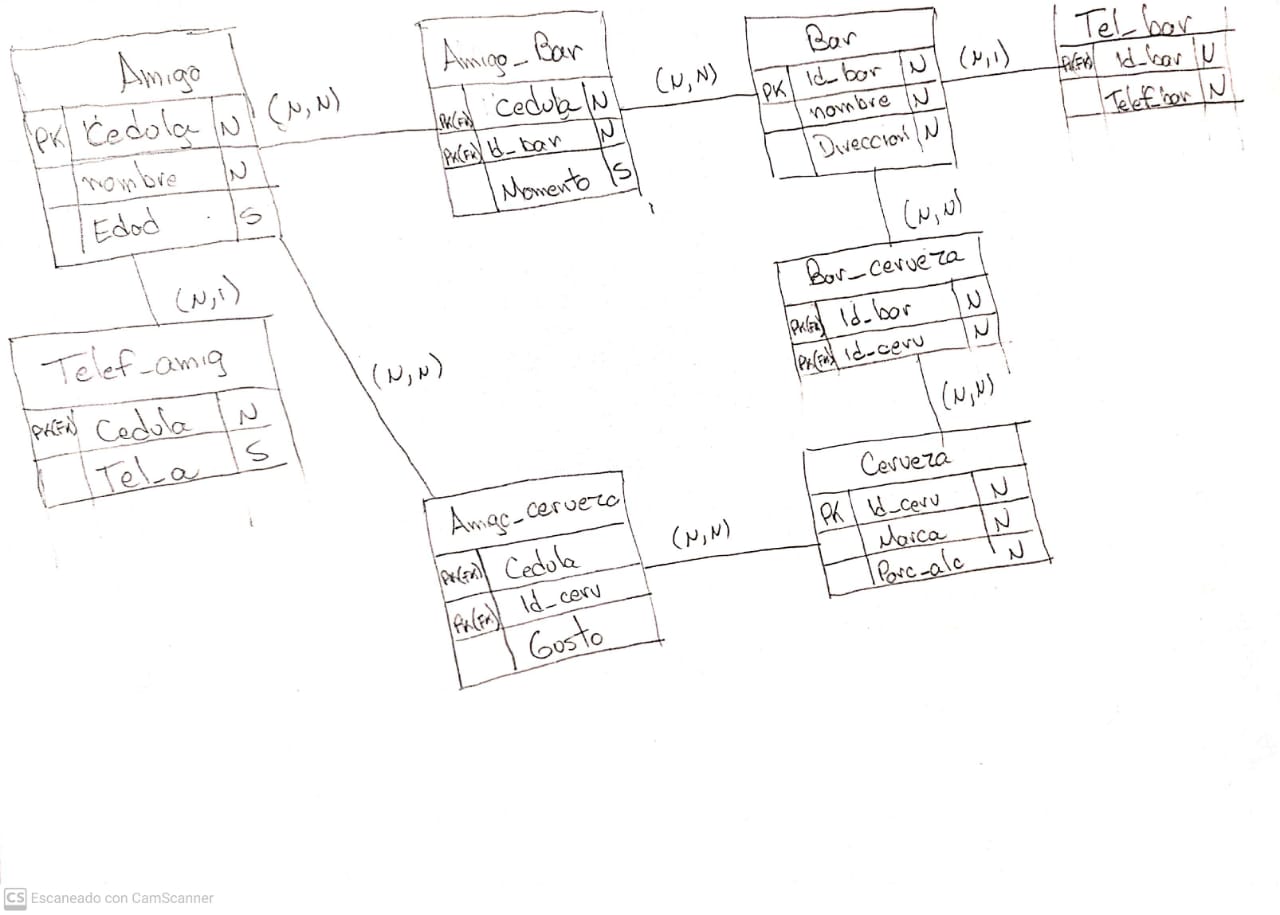 Amigo
PK Cedula N
nombre N
Edad S
(N,N)
Amigo_Bar
PK(FK) Cedula N
PK(FK) Id_bar N
Momento S
(N,N)
Bar
PK Id_bar N
nombre N
Direccion N
(N,1)
Tel_bar
PK(FK) Id_bar N
Telef_bar N
(N,1)
Telef_amig
PK(FK) Cedula N
Tel_a S
(N,N)
(N,N)
Bar_cerveza
PK(FK) Id_bar N
PK(FK) Id_cerv N
(N,N)
Amigo_cerveza
PK(FK) Cedula
PK(FK) Id_cerv
Gusto
(N,N)
Cerveza
PK Id_cerv N
Marca N
Porc_alc N
CS Escaneado con CamScanner